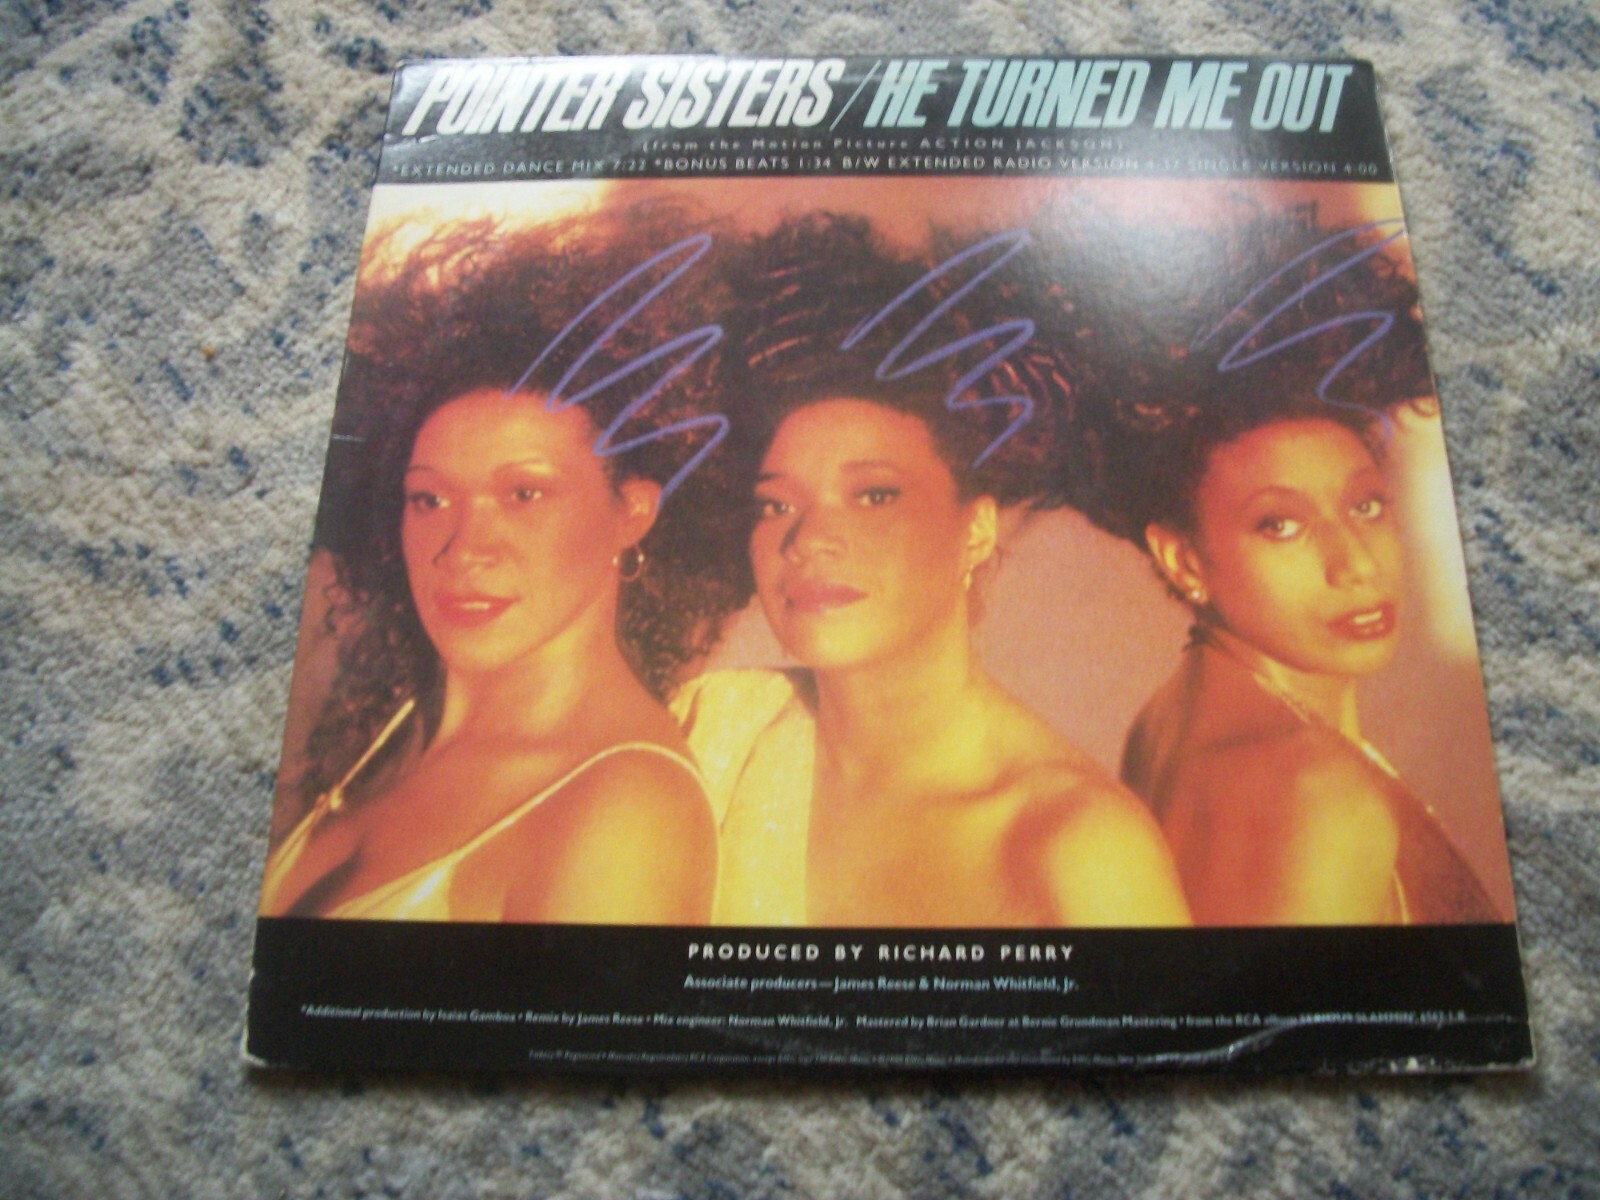 POINTER SISTERS/HE TURNED ME OUT
(from the Motion Picture ACTION JACKSON)
*EXTENDED DANCE MIX 7:22 *BONUS BEATS 1:34 B/W EXTENDED RADIO VERSION 4:37 SINGLE VERSION 4:00
PRODUCED BY RICHARD PERRY
Associate producers—James Reese & Norman Whitfield, Jr.
*Additional production by Isaias Gamboa • Remix by James Reese • Mix engineer: Norman Whitfield, Jr. Mastered by Brian Gardner at Bernie Grundman Mastering • from the RCA album